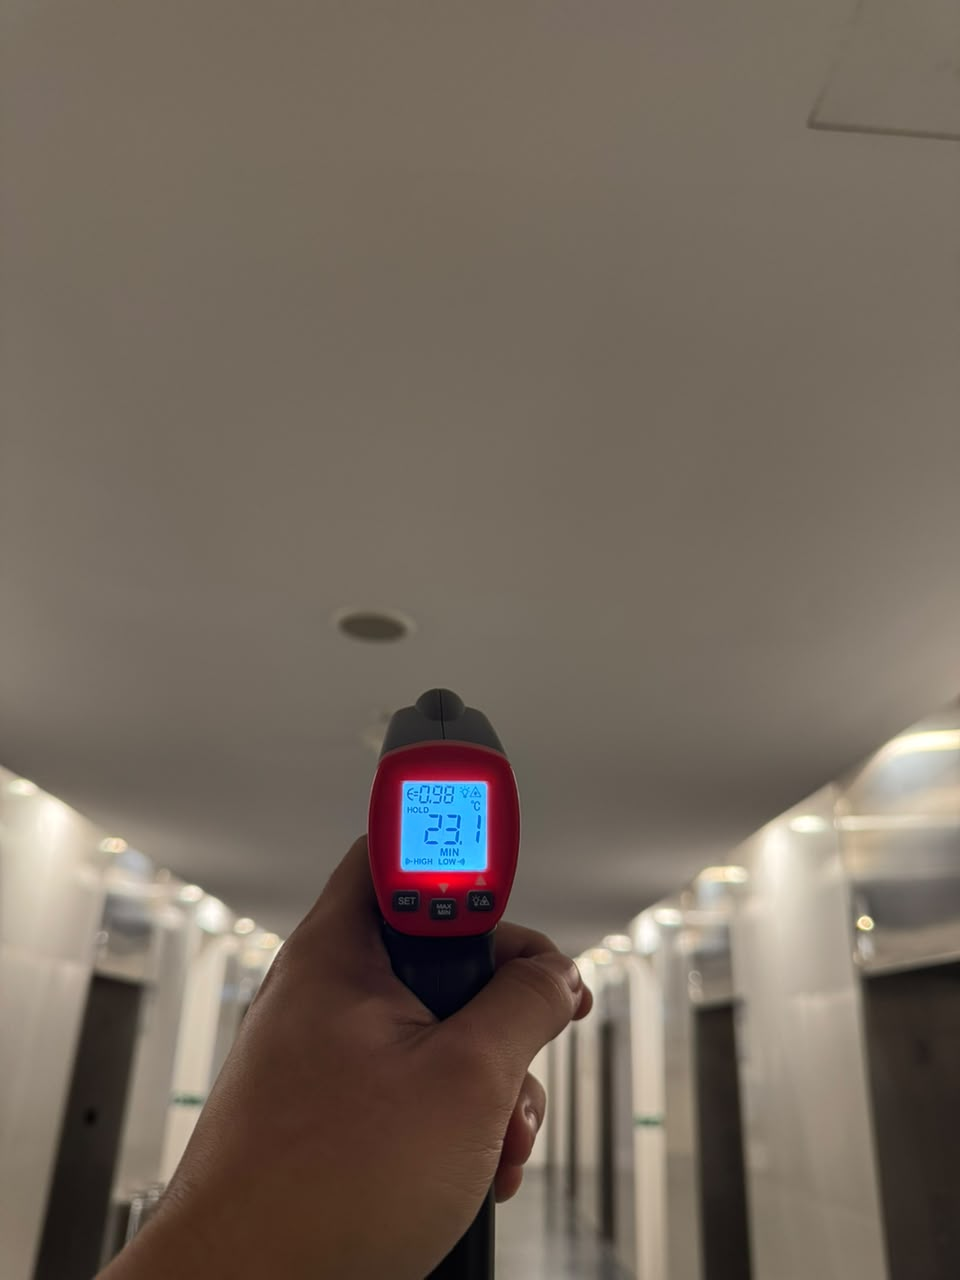 ε=0.98
°C
HOLD
23.1
MIN
HIGH LOW
SET
MAX
MIN